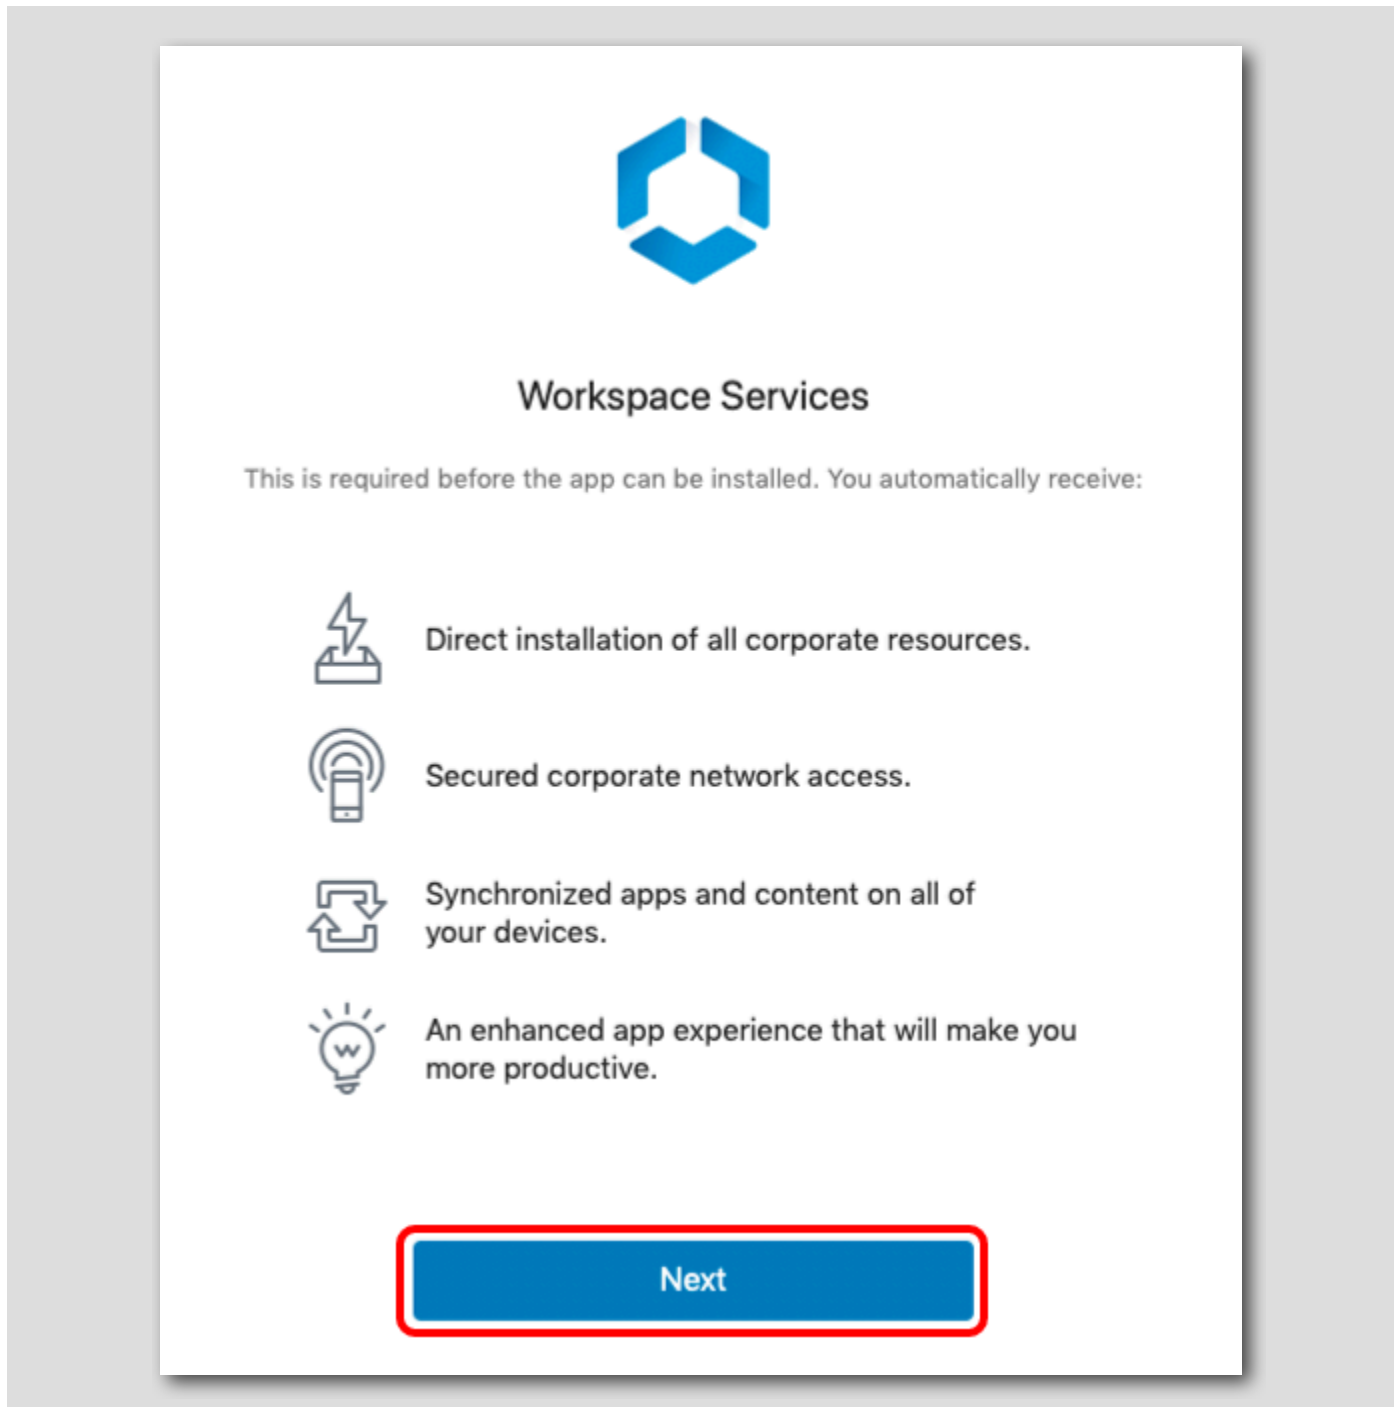 Workspace Services
This is required before the app can be installed. You automatically receive:
Direct installation of all corporate resources.
Secured corporate network access.
Synchronized apps and content on all of
your devices.
An enhanced app experience that will make you
more productive.
Next